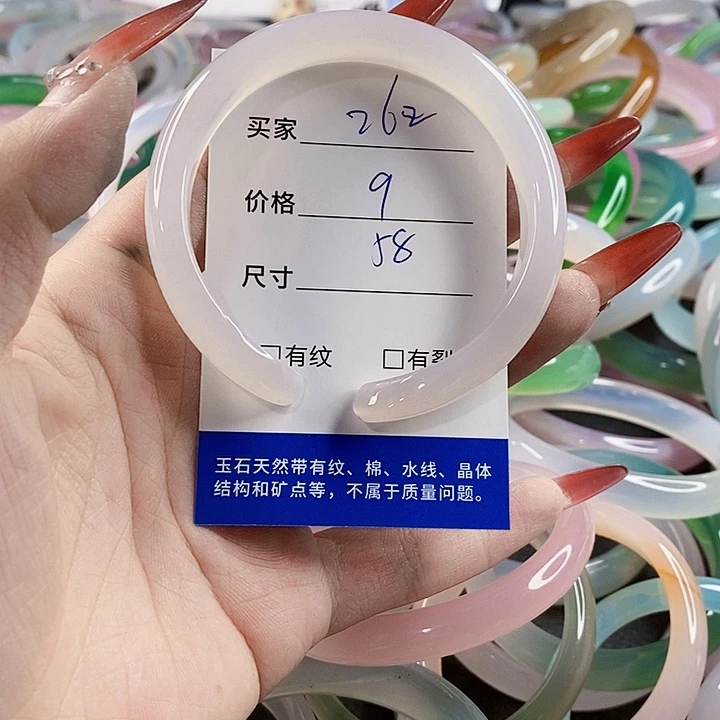 买家 262
价格 9
尺寸 58
□有纹 □有裂
玉石天然带有纹、棉、水线、晶体
结构和矿点等，不属于质量问题。